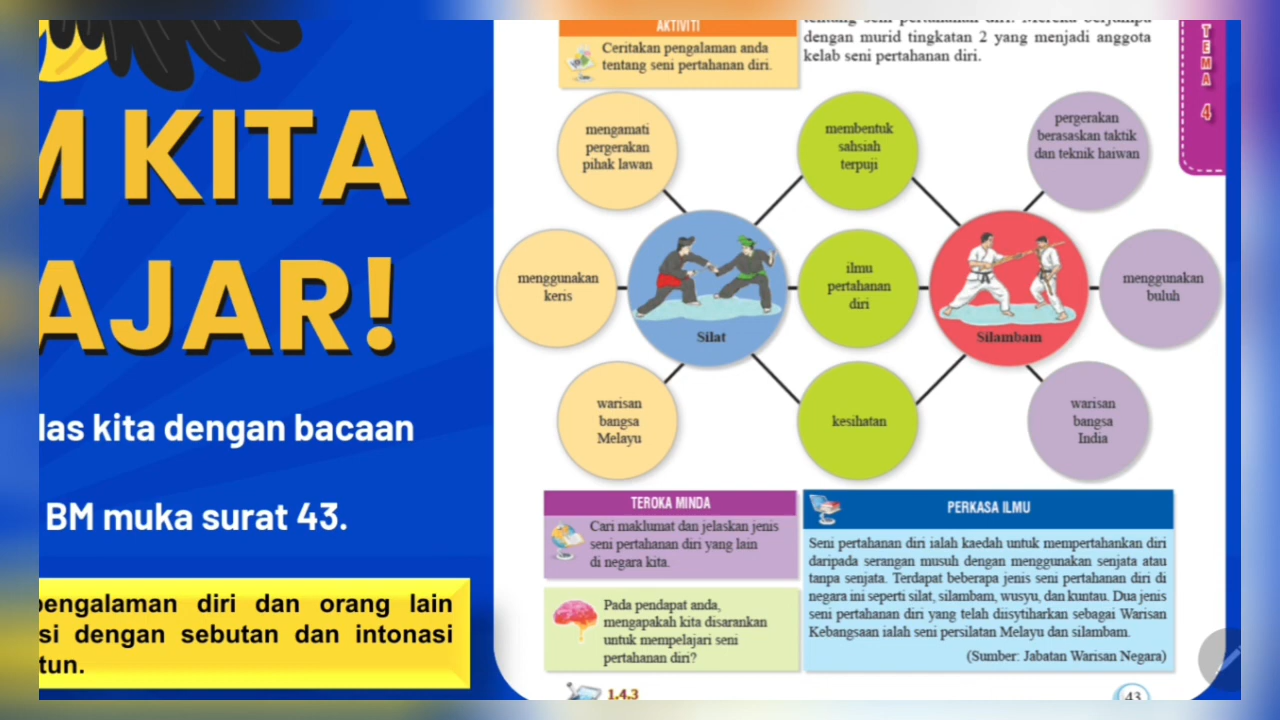 M KITA
AJAR!
las kita dengan bacaan
BM muka surat 43.
pengalaman diri dan orang lain
si dengan sebutan dan intonasi
tun.
AKTIVITI
Ceritakan pengalaman anda
tentang seni pertahanan diri.
tentang seni pertahanan diri. Mereka berjumpa
dengan murid tingkatan 2 yang menjadi anggota
kelab seni pertahanan diri.
TEMA 4
mengamati
pergerakan
pihak lawan
membentuk
sahsiah
terpuji
pergerakan
berasaskan taktik
dan teknik haiwan
menggunakan
keris
Silat
ilmu
pertahanan
diri
Silambam
menggunakan
buluh
warisan
bangsa
Melayu
kesihatan
warisan
bangsa
India
TEROKA MINDA
Cari maklumat dan jelaskan jenis
seni pertahanan diri yang lain
di negara kita.
Pada pendapat anda,
mengapakah kita disarankan
untuk mempelajari seni
pertahanan diri?
PERKASA ILMU
Seni pertahanan diri ialah kaedah untuk mempertahankan diri
daripada serangan musuh dengan menggunakan senjata atau
tanpa senjata. Terdapat beberapa jenis seni pertahanan diri di
negara ini seperti silat, silambam, wusyu, dan kuntau. Dua jenis
seni pertahanan diri yang telah diisytiharkan sebagai Warisan
Kebangsaan ialah seni persilatan Melayu dan silambam.
(Sumber: Jabatan Warisan Negara)
1.4.3
43